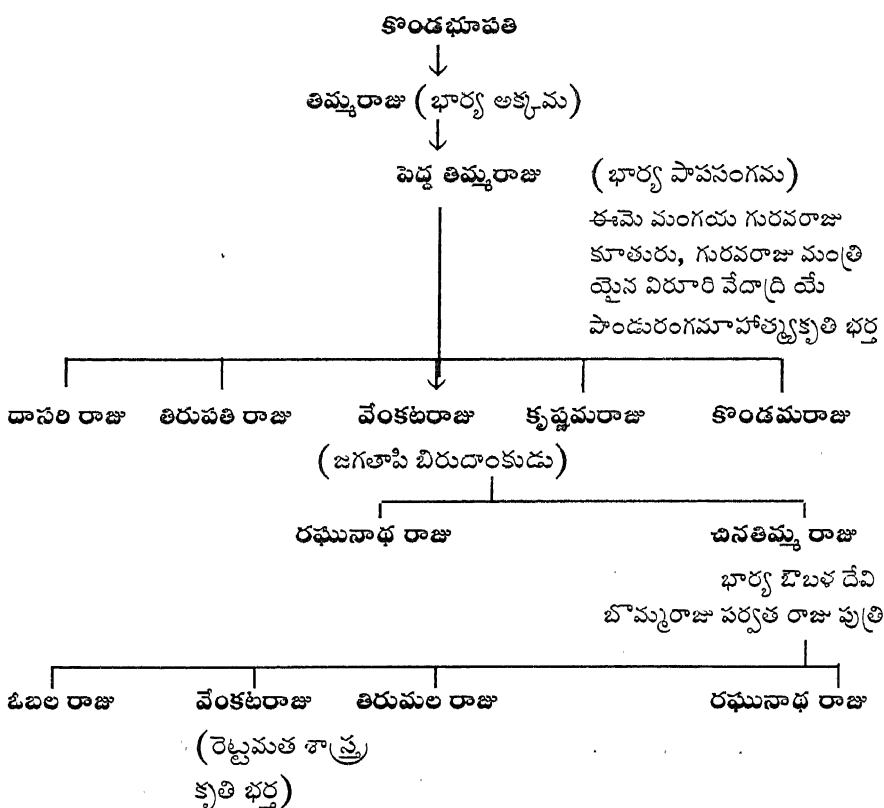 కొండభూపతి
తిమ్మరాజు (భార్య అక్కమ)
పెద్ద తిమ్మరాజు (భార్య పాపసంగమ)
ఈమె మంగయ గురవరాజు
కూతురు, గురవరాజు మంత్రి
యైన విరూరి వేదాద్రి యే
పాండురంగమాహాత్మ్యకృతి భర్త
దాసరి రాజు తిరుపతి రాజు వేంకటరాజు కృష్ణమరాజు కొండమరాజు
(జగతాపి బిరుదాంకుడు)
రఘునాథ రాజు చినతిమ్మ రాజు
భార్య ఔబళ దేవి
బొమ్మరాజు పర్వత రాజు పుత్రి
ఓబల రాజు వేంకటరాజు తిరుమల రాజు రఘునాథ రాజు
(రెట్టమత శాస్త్ర
కృతి భర్త)